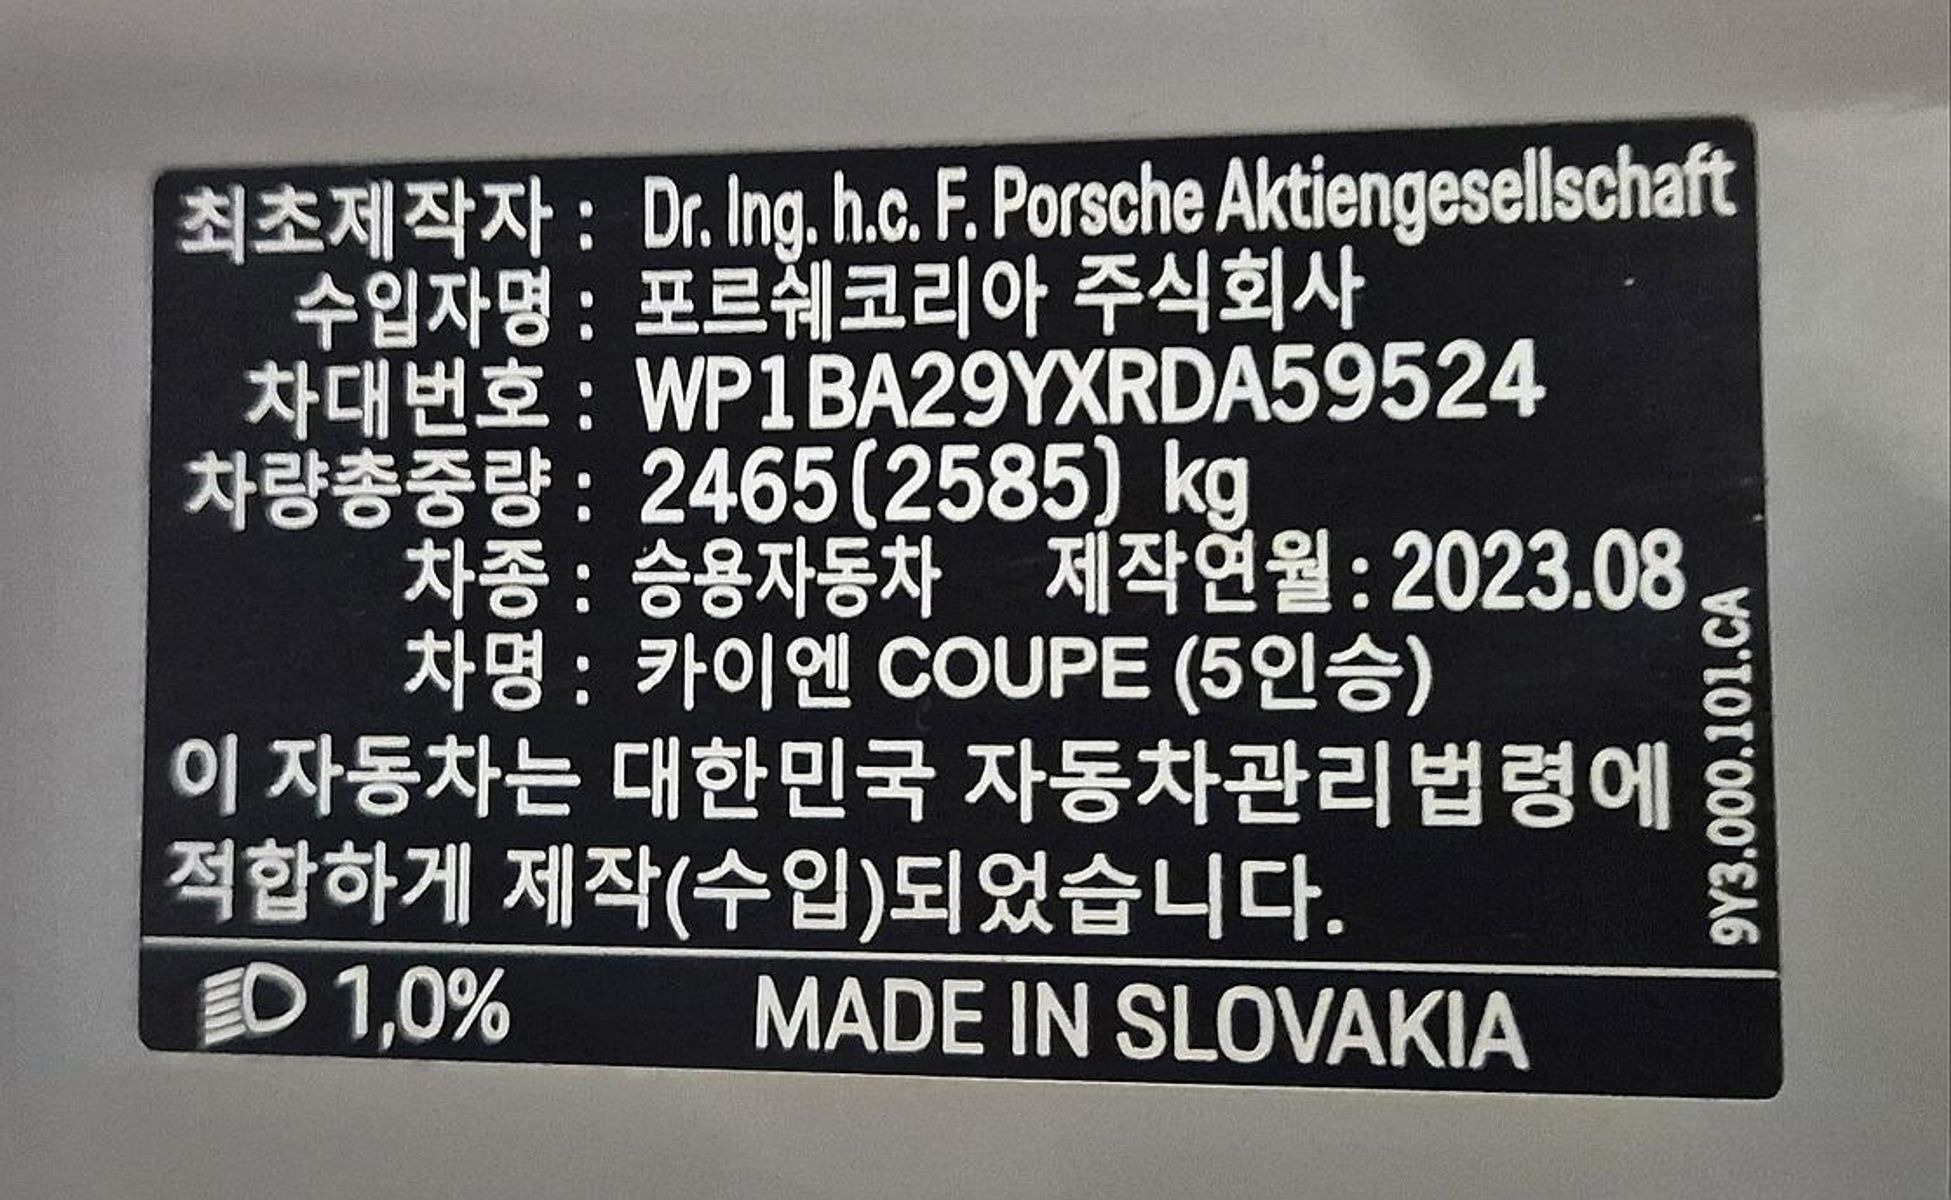 최초제작자 : Dr. Ing. h.c. F. Porsche Aktiengesellschaft
수입자명 : 포르쉐코리아 주식회사
차대번호 : WP1BA29YXRDA59524
차량총중량 : 2465(2585) kg
차종 : 승용자동차 제작연월 : 2023.08
차명 : 카이엔 COUPE (5인승)
이 자동차는 대한민국 자동차관리법령에
적합하게 제작(수입)되었습니다.
9Y3.000.101.CA
1,0% MADE IN SLOVAKIA